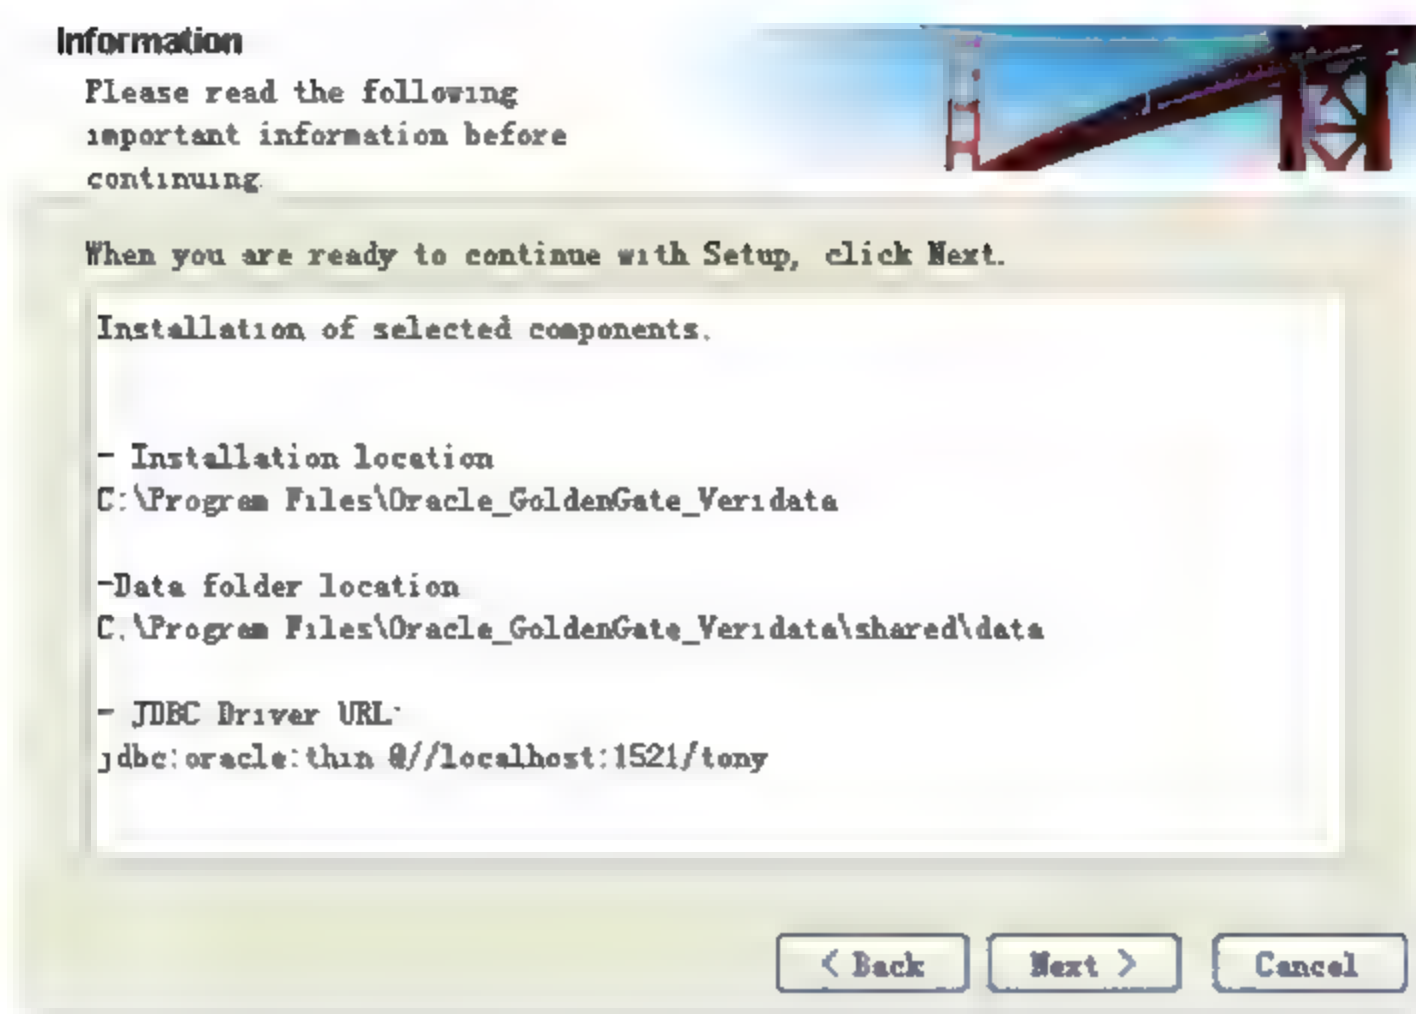 Information
Please read the following
important information before
continuing.
When you are ready to continue with Setup, click Next.
Installation of selected components.
- Installation location
C:\Program Files\Oracle_GoldenGate_Veridata
-Data folder location
C:\Program Files\Oracle_GoldenGate_Veridata\shared\data
- JDBC Driver URL:
jdbc:oracle:thin:@//localhost:1521/tony
< Back
Next >
Cancel